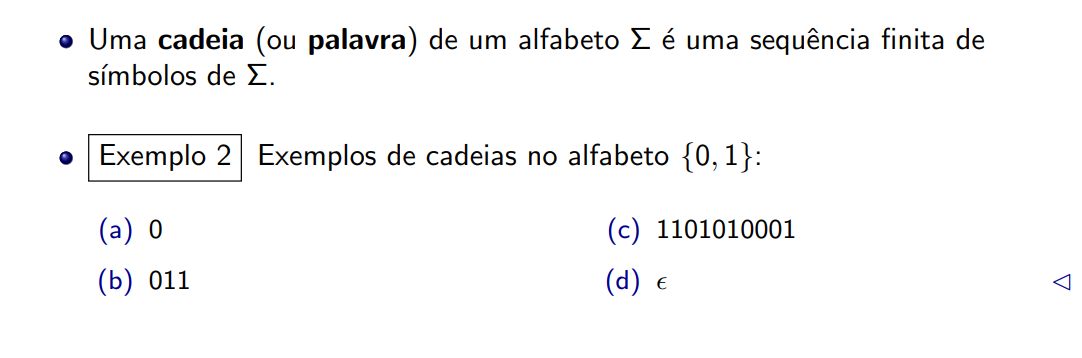 Uma cadeia (ou palavra) de um alfabeto Σ é uma sequência finita de
símbolos de Σ.
Exemplo 2 Exemplos de cadeias no alfabeto {0, 1}:
(a) 0
(b) 011
(c) 1101010001
(d) ϵ